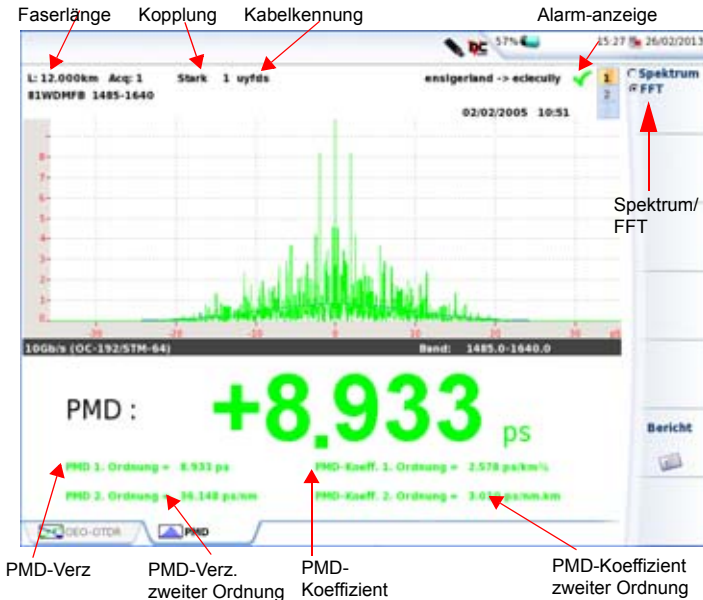 Faserlänge Kopplung Kabelkennung Alarm-anzeige
57% 15:27 26/02/2013
L: 12.000km Acq: 1 Stark 1 uyfds ensigerland -> eclecully 1 Spektrum
81WDMFB 1485-1640 2 FFT
02/02/2005 10:51
Spektrum/
FFT
10Gb/s (OC-192/STM-64) Band: 1485.0-1640.0
PMD : +8.933 ps
Bericht
PMD 1. Ordnung = 8.933 ps PMD-Koeff. 1. Ordnung = 2.578 ps/km½
PMD 2. Ordnung = 36.148 ps/nm PMD-Koeff. 2. Ordnung = ps/nm.km
GEO-OTDR PMD
PMD-Verz PMD-Verz. PMD- PMD-Koeffizient
zweiter Ordnung Koeffizient zweiter Ordnung